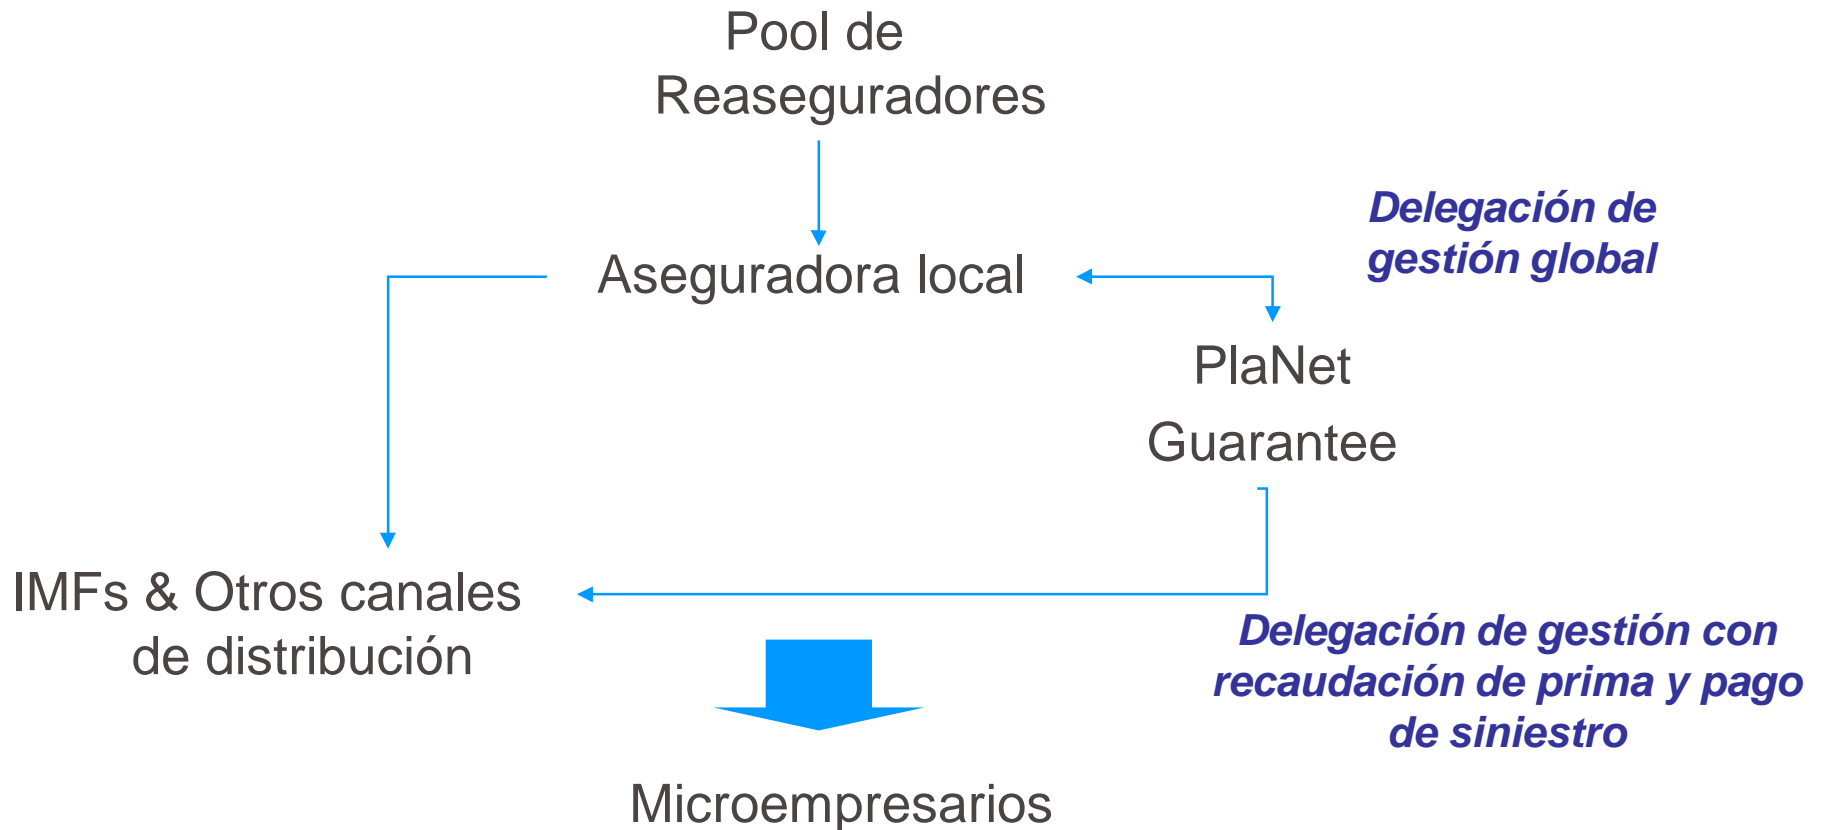 Pool de
Reaseguradores
Delegación de
gestión global
Aseguradora local
PlaNet
Guarantee
IMFs & Otros canales
de distribución
Delegación de gestión con
recaudación de prima y pago
de siniestro
Microempresarios